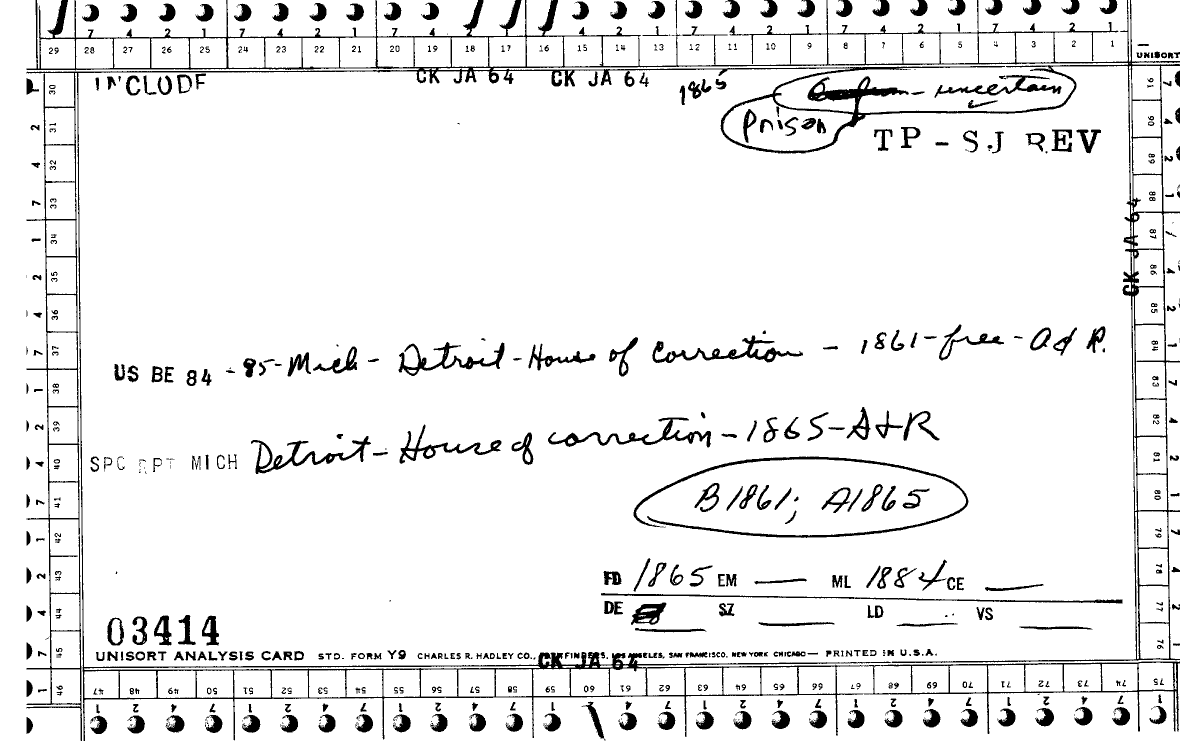 7 4 2 1 7 4 2 1 7 4 2 1 7 4 2 1 7 4 2 1 7 4 2 1
29 28 27 26 25 24 23 22 21 20 19 18 17 16 15 14 13 12 11 10 9 8 7 6 5 4 3 2 1
UNISORT
INCLUDE CK JA 64 CK JA 64 1865 - uncertain
Prison
TP - SJ REV
CK JA 64
US BE 84 - 85 - Mich - Detroit - House of Correction - 1861 - free - A & R.
SPC RPT MICH Detroit - House of correction - 1865 - A & R
B 1861; A 1865
FD 1865 EM — ML 1884 CE —
DE SZ LD VS
03414
UNISORT ANALYSIS CARD STD. FORM Y9 CHARLES R. HADLEY CO., PATHFINDERS, LOS ANGELES, SAN FRANCISCO, NEW YORK CHICAGO — PRINTED IN U.S.A.
CK JA 64
46 47 48 49 50 51 52 53 54 55 56 57 58 59 60 61 62 63 64 65 66 67 68 69 70 71 72 73 74 75
30 31 32 33 34 35 36 37 38 39 40 41 42 43 44 45
91 90 89 88 87 86 85 84 83 82 81 80 79 78 77 76